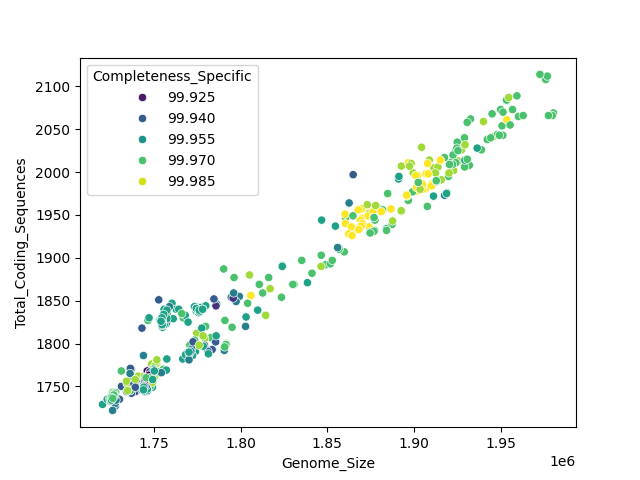 Completeness_Specific
99.925
99.940
99.955
99.970
99.985
2100
2050
2000
1950
1900
1850
1800
1750
Total_Coding_Sequences
1.75 1.80 1.85 1.90 1.95
1e6
Genome_Size